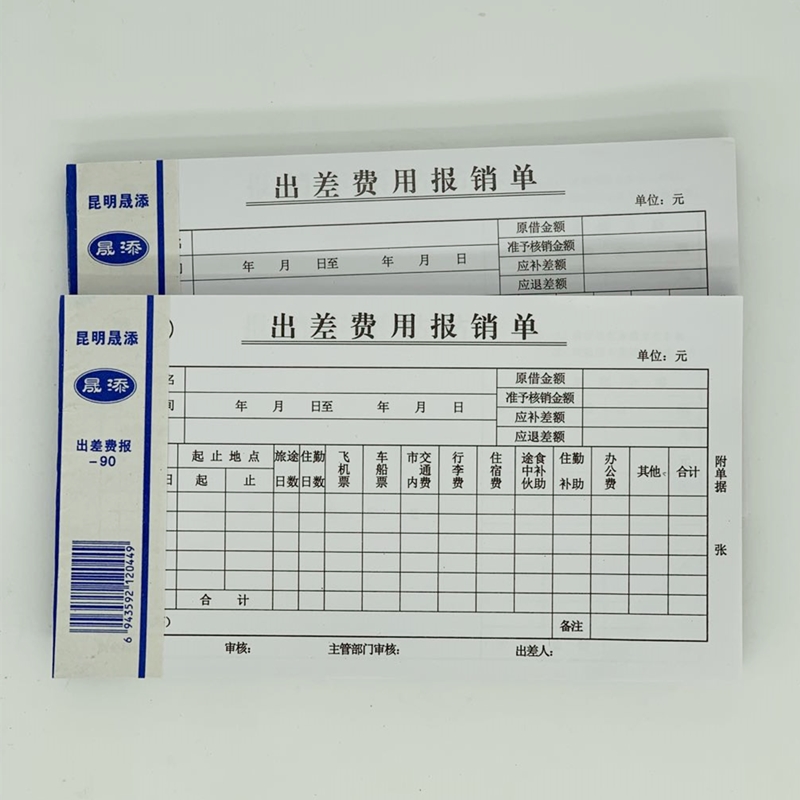 昆明晟添
晟添
出差费用报销单
单位：元
原借金额
准予核销金额
年 月 日至 年 月 日
应补差额
应退差额
昆明晟添
晟添
出差费报
-90
6 943592 120449
出差费用报销单
单位：元
名 原借金额
间 年 月 日至 年 月 日 准予核销金额
应补差额
应退差额
起止地点 旅途日数 住勤日数 飞机票 车船票 市内交通费 行李费 住宿费 途中伙食补助 住勤补助 办公费 其他 合计
日 起 止
附单据 张
合计
备注
审核： 主管部门审核： 出差人：